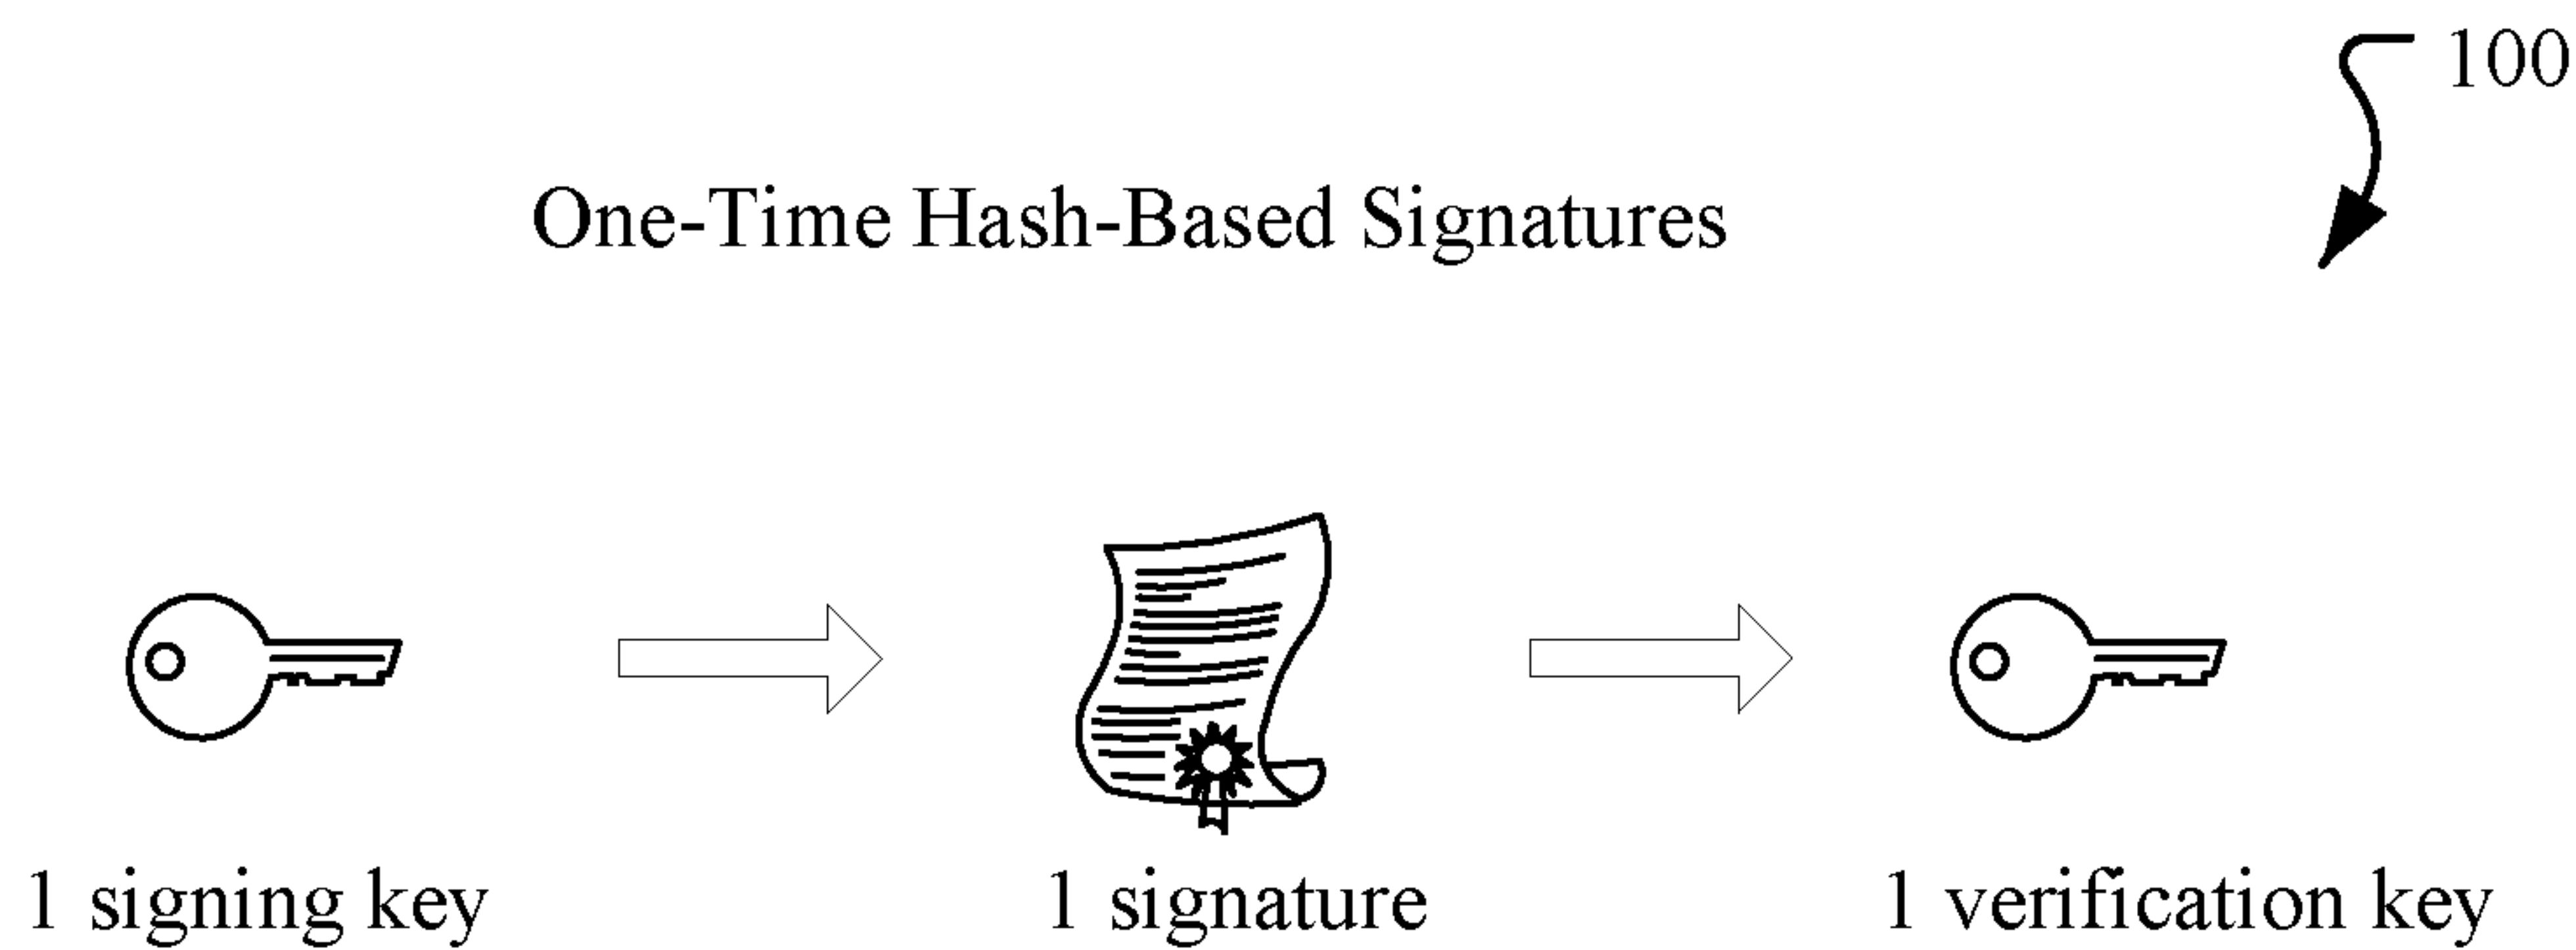 100
One-Time Hash-Based Signatures
1 signing key
1 signature
1 verification key